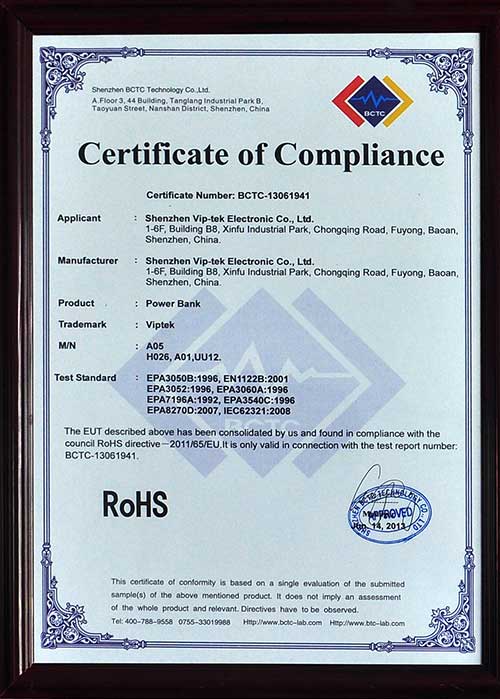 Shenzhen BCTC Technology Co.,Ltd.
A.Floor 3, 44 Building, Tanglang Industrial Park B,
Taoyuan Street, Nanshan District, Shenzhen, China
BCTC
Certificate of Compliance
Certificate Number: BCTC-13061941
Applicant : Shenzhen Vip-tek Electronic Co., Ltd.
1-6F, Building B8, Xinfu Industrial Park, Chongqing Road, Fuyong, Baoan,
Shenzhen, China.
Manufacturer : Shenzhen Vip-tek Electronic Co., Ltd.
1-6F, Building B8, Xinfu Industrial Park, Chongqing Road, Fuyong, Baoan,
Shenzhen, China.
Product : Power Bank
Trademark : Viptek
M/N : A05
H026, A01,UU12.
Test Standard : EPA3050B:1996, EN1122B:2001
EPA3052:1996, EPA3060A:1996
EPA7196A:1992, EPA3540C:1996
EPA8270D:2007, IEC62321:2008
BCTC
The EUT described above has been consolidated by us and found in compliance with the
council RoHS directive－2011/65/EU.It is only valid in connection with the test report number:
BCTC-13061941.
RoHS
SHENZHEN BCTC TECHNOLOGY CO., LTD
APPROVED
Jun. 14, 2013
This certificate of conformity is based on a single evaluation of the submitted
sample(s) of the above mentioned product. It does not imply an assessment
of the whole product and relevant. Directives have to be observed.
Tel: 400-788-9558 0755-33019988 Http://www.bctc-lab.com Http://www.btc-lab.com